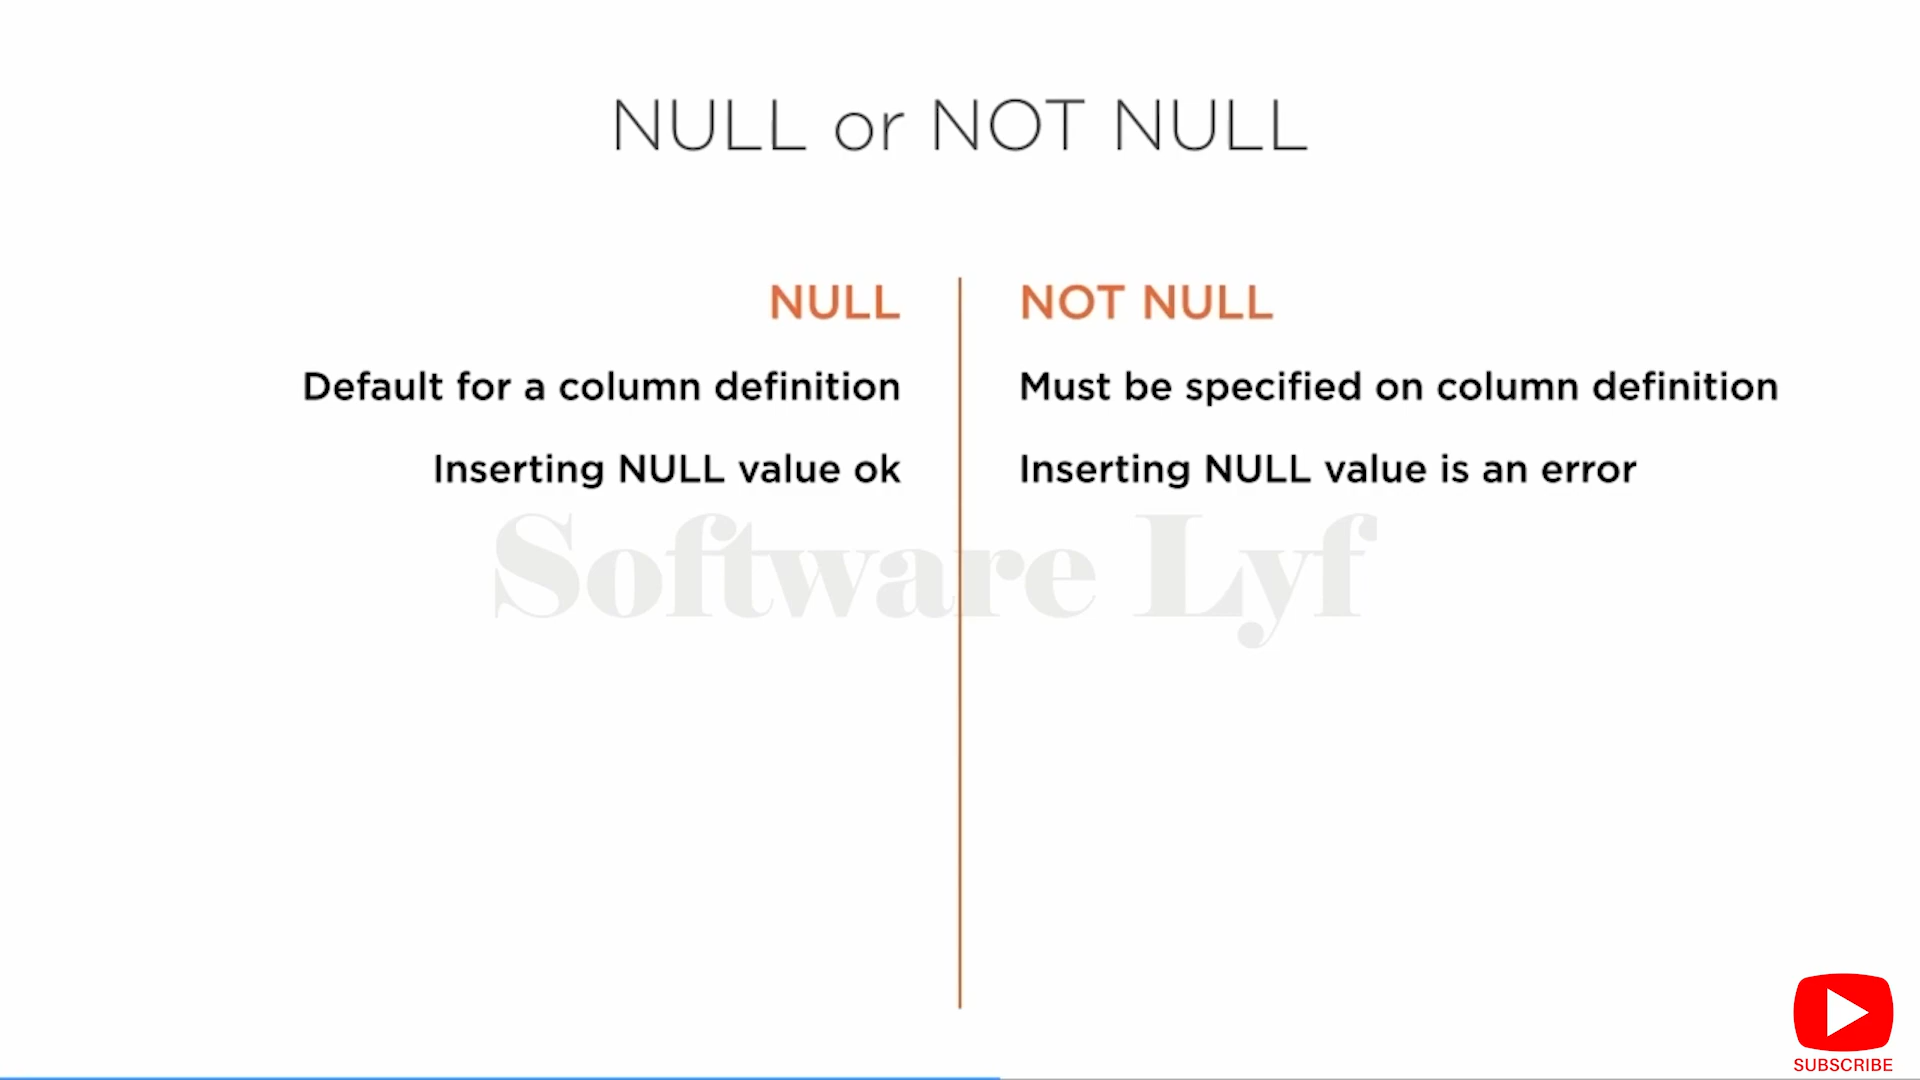 NULL or NOT NULL
NULL
Default for a column definition
Inserting NULL value ok
NOT NULL
Must be specified on column definition
Inserting NULL value is an error
Software Lyf
SUBSCRIBE